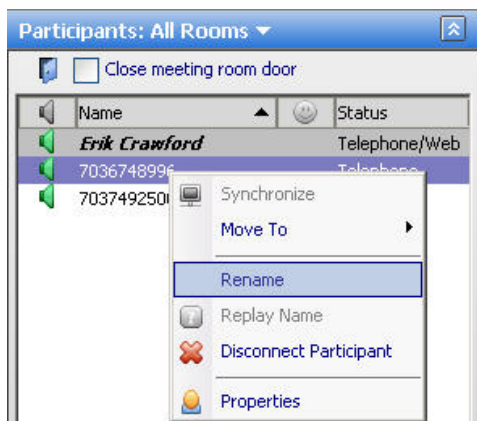 Participants: All Rooms
Close meeting room door
Name Status
Erik Crawford Telephone/Web
7036748996 Telephone
Synchronize
Move To
Rename
Replay Name
Disconnect Participant
Properties